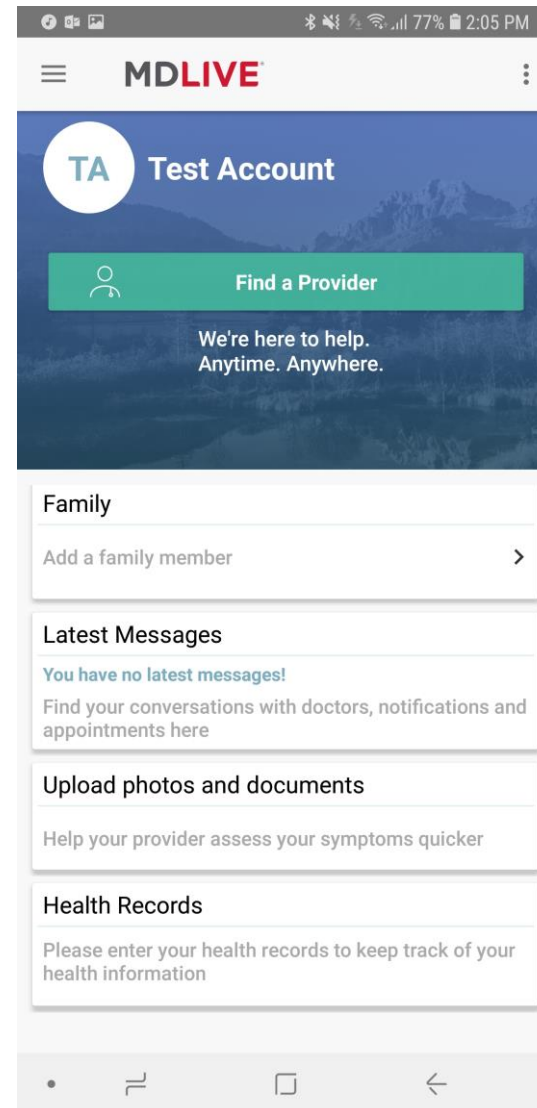 77% 2:05 PM
MDLIVE
TA Test Account
Find a Provider
We're here to help.
Anytime. Anywhere.
Family
Add a family member
Latest Messages
You have no latest messages!
Find your conversations with doctors, notifications and
appointments here
Upload photos and documents
Help your provider assess your symptoms quicker
Health Records
Please enter your health records to keep track of your
health information